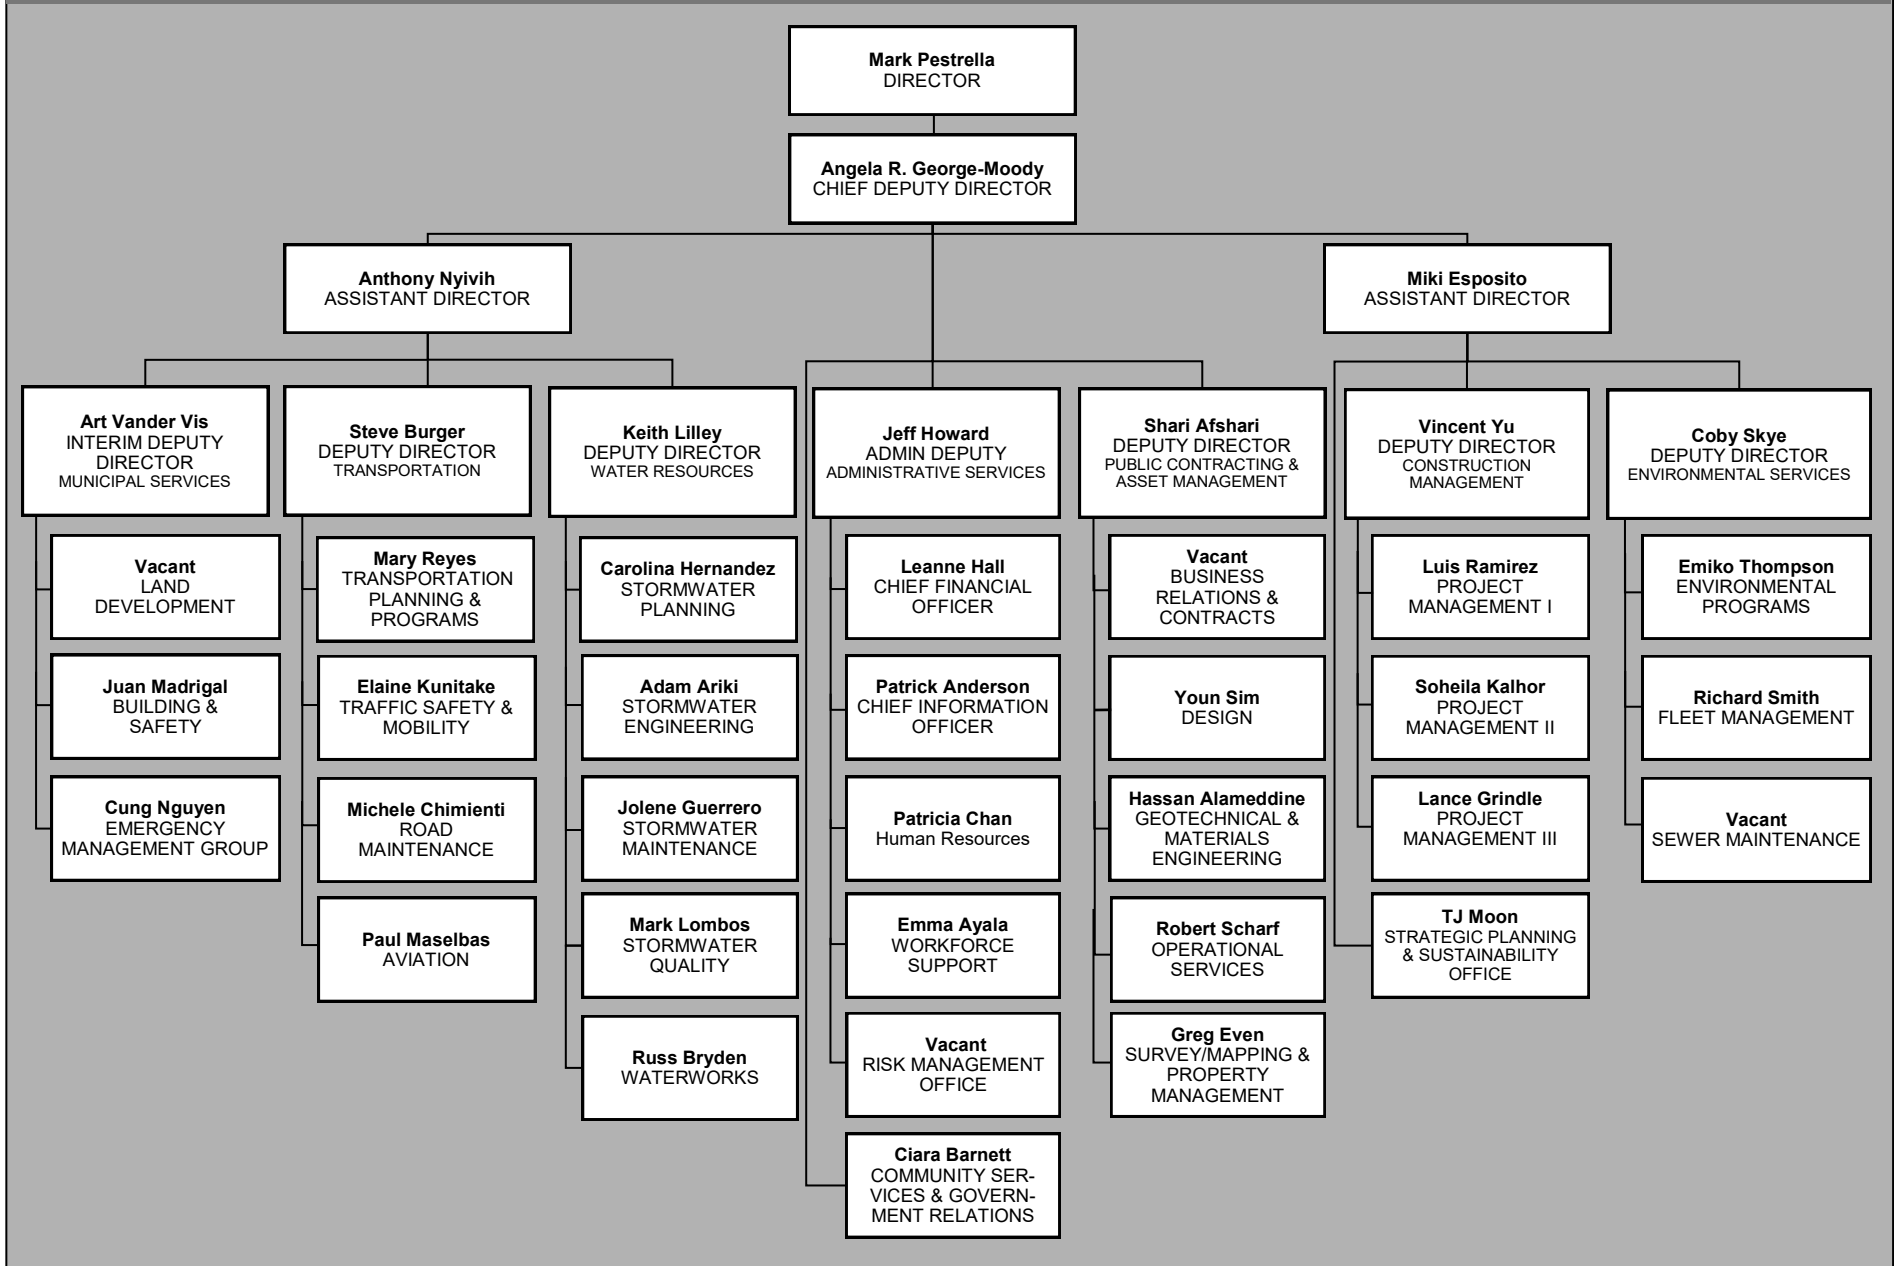 Mark Pestrella
DIRECTOR
Angela R. George-Moody
CHIEF DEPUTY DIRECTOR
Anthony Nyivih
ASSISTANT DIRECTOR
Miki Esposito
ASSISTANT DIRECTOR
Art Vander Vis
INTERIM DEPUTY
DIRECTOR
MUNICIPAL SERVICES
Steve Burger
DEPUTY DIRECTOR
TRANSPORTATION
Keith Lilley
DEPUTY DIRECTOR
WATER RESOURCES
Jeff Howard
ADMIN DEPUTY
ADMINISTRATIVE SERVICES
Shari Afshari
DEPUTY DIRECTOR
PUBLIC CONTRACTING &
ASSET MANAGEMENT
Vincent Yu
DEPUTY DIRECTOR
CONSTRUCTION
MANAGEMENT
Coby Skye
DEPUTY DIRECTOR
ENVIRONMENTAL SERVICES
Vacant
LAND
DEVELOPMENT
Juan Madrigal
BUILDING &
SAFETY
Cung Nguyen
EMERGENCY
MANAGEMENT GROUP
Mary Reyes
TRANSPORTATION
PLANNING &
PROGRAMS
Elaine Kunitake
TRAFFIC SAFETY &
MOBILITY
Michele Chimienti
ROAD
MAINTENANCE
Paul Maselbas
AVIATION
Carolina Hernandez
STORMWATER
PLANNING
Adam Ariki
STORMWATER
ENGINEERING
Jolene Guerrero
STORMWATER
MAINTENANCE
Mark Lombos
STORMWATER
QUALITY
Russ Bryden
WATERWORKS
Leanne Hall
CHIEF FINANCIAL
OFFICER
Patrick Anderson
CHIEF INFORMATION
OFFICER
Patricia Chan
Human Resources
Emma Ayala
WORKFORCE
SUPPORT
Vacant
RISK MANAGEMENT
OFFICE
Ciara Barnett
COMMUNITY SER-
VICES & GOVERN-
MENT RELATIONS
Vacant
BUSINESS
RELATIONS &
CONTRACTS
Youn Sim
DESIGN
Hassan Alameddine
GEOTECHNICAL &
MATERIALS
ENGINEERING
Robert Scharf
OPERATIONAL
SERVICES
Greg Even
SURVEY/MAPPING &
PROPERTY
MANAGEMENT
Luis Ramirez
PROJECT
MANAGEMENT I
Soheila Kalhor
PROJECT
MANAGEMENT II
Lance Grindle
PROJECT
MANAGEMENT III
TJ Moon
STRATEGIC PLANNING
& SUSTAINABILITY
OFFICE
Emiko Thompson
ENVIRONMENTAL
PROGRAMS
Richard Smith
FLEET MANAGEMENT
Vacant
SEWER MAINTENANCE